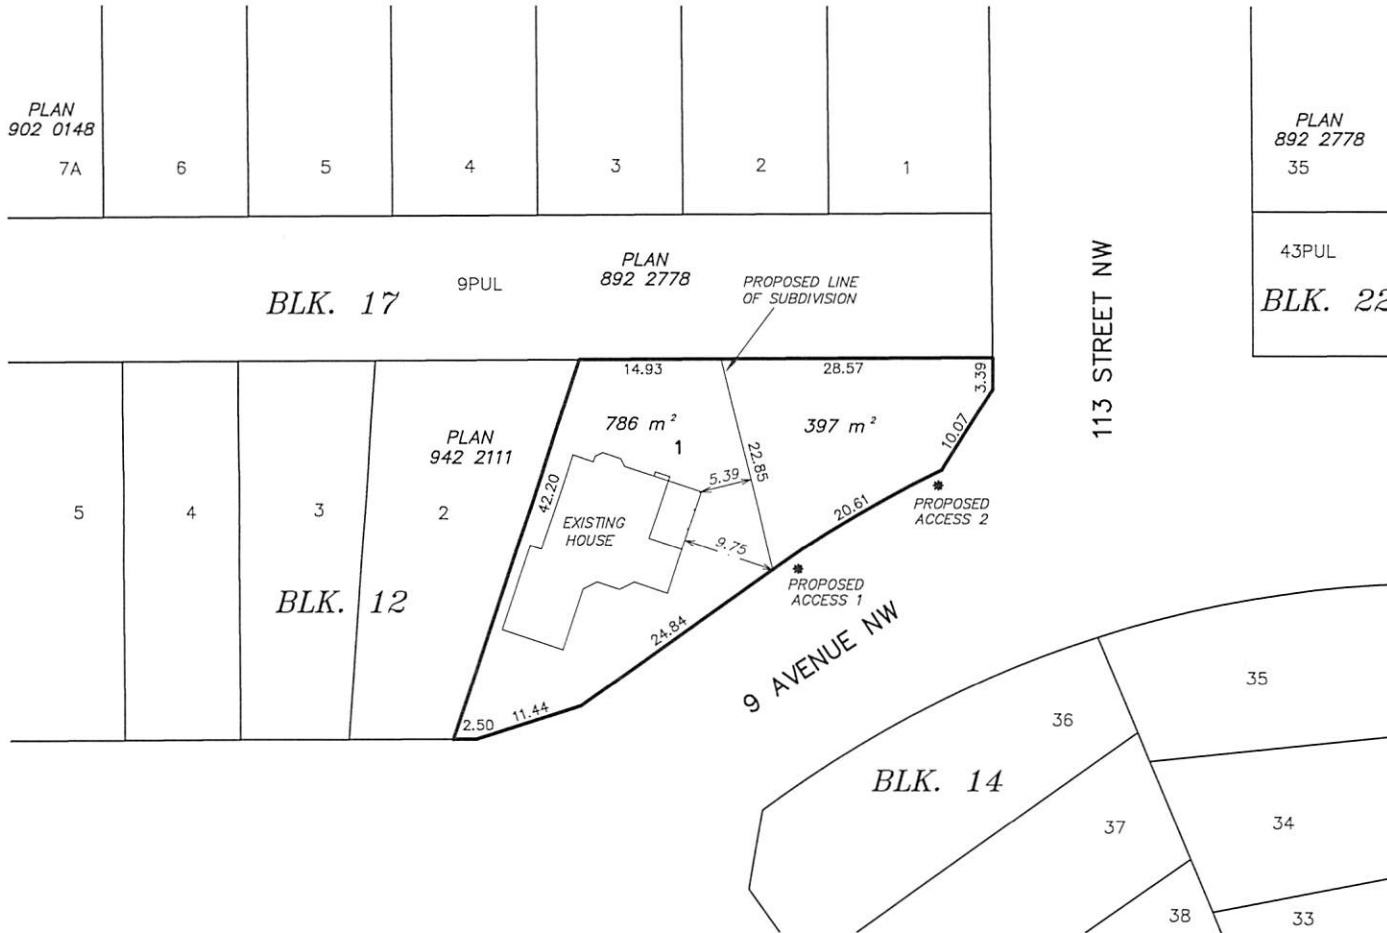 PLAN
902 0148
7A
6
5
4
3
2
1
PLAN
892 2778
35
BLK. 17
9PUL
PLAN
892 2778
PROPOSED LINE
OF SUBDIVISION
113 STREET NW
43PUL
BLK. 22
14.93
28.57
3.39
786 m²
1
397 m²
10.07
PLAN
942 2111
42.20
5.39
22.85
20.61
PROPOSED
ACCESS 2
5
4
3
2
EXISTING
HOUSE
9.75
PROPOSED
ACCESS 1
BLK. 12
24.84
9 AVENUE NW
2.50
11.44
36
35
BLK. 14
37
34
38
33